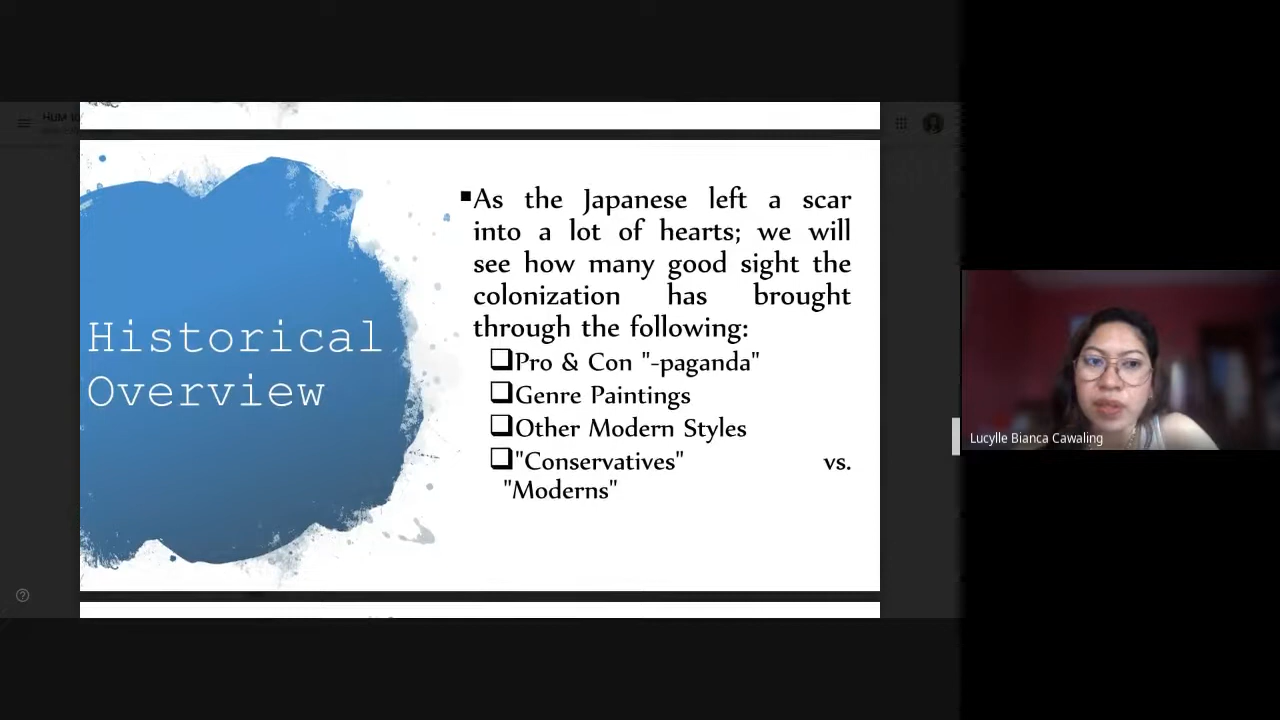 HUM 10
Historical
Overview
▪As the Japanese left a scar
into a lot of hearts; we will
see how many good sight the
colonization has brought
through the following:
❑Pro & Con "-paganda"
❑Genre Paintings
❑Other Modern Styles
❑"Conservatives" vs.
"Moderns"
Lucylle Bianca Cawaling